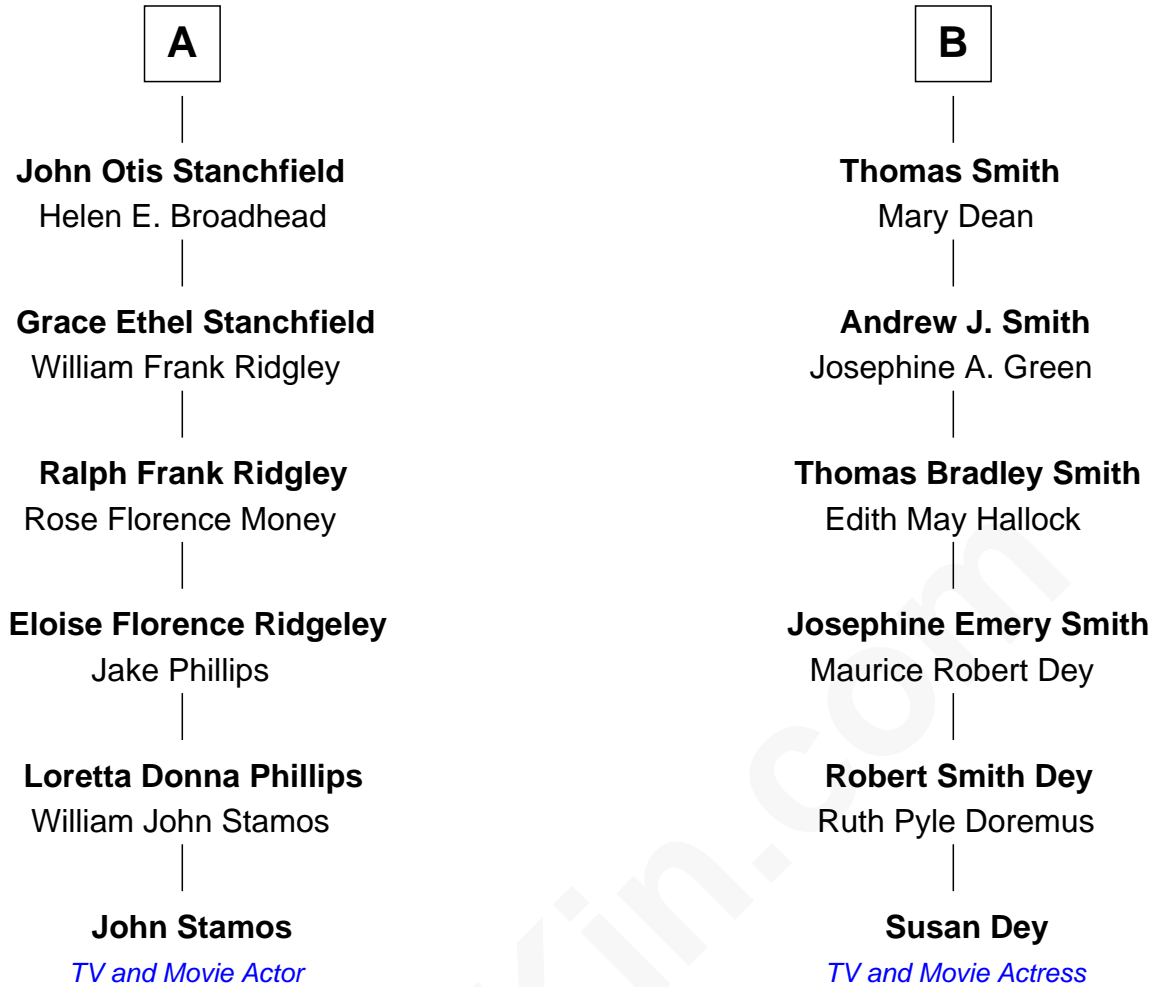 A
John Otis Stanchfield
Helen E. Broadhead
Grace Ethel Stanchfield
William Frank Ridgley
Ralph Frank Ridgley
Rose Florence Money
Eloise Florence Ridgeley
Jake Phillips
Loretta Donna Phillips
William John Stamos
John Stamos
TV and Movie Actor
B
Thomas Smith
Mary Dean
Andrew J. Smith
Josephine A. Green
Thomas Bradley Smith
Edith May Hallock
Josephine Emery Smith
Maurice Robert Dey
Robert Smith Dey
Ruth Pyle Doremus
Susan Dey
TV and Movie Actress